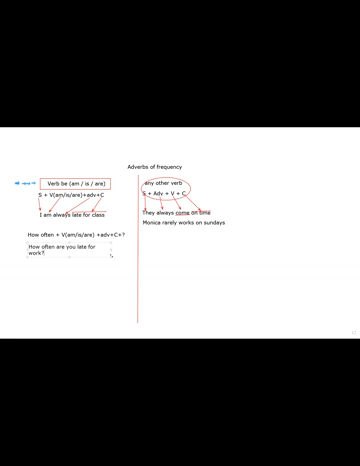 Adverbs of frequency
Verb be (am / is / are)
S + V(am/is/are)+adv+C
I am always late for class
How often + V(am/is/are) +adv+C+?
How often are you late for
work?
any other verb
S + Adv + V + C
They always come on time
Monica rarely works on sundays
17